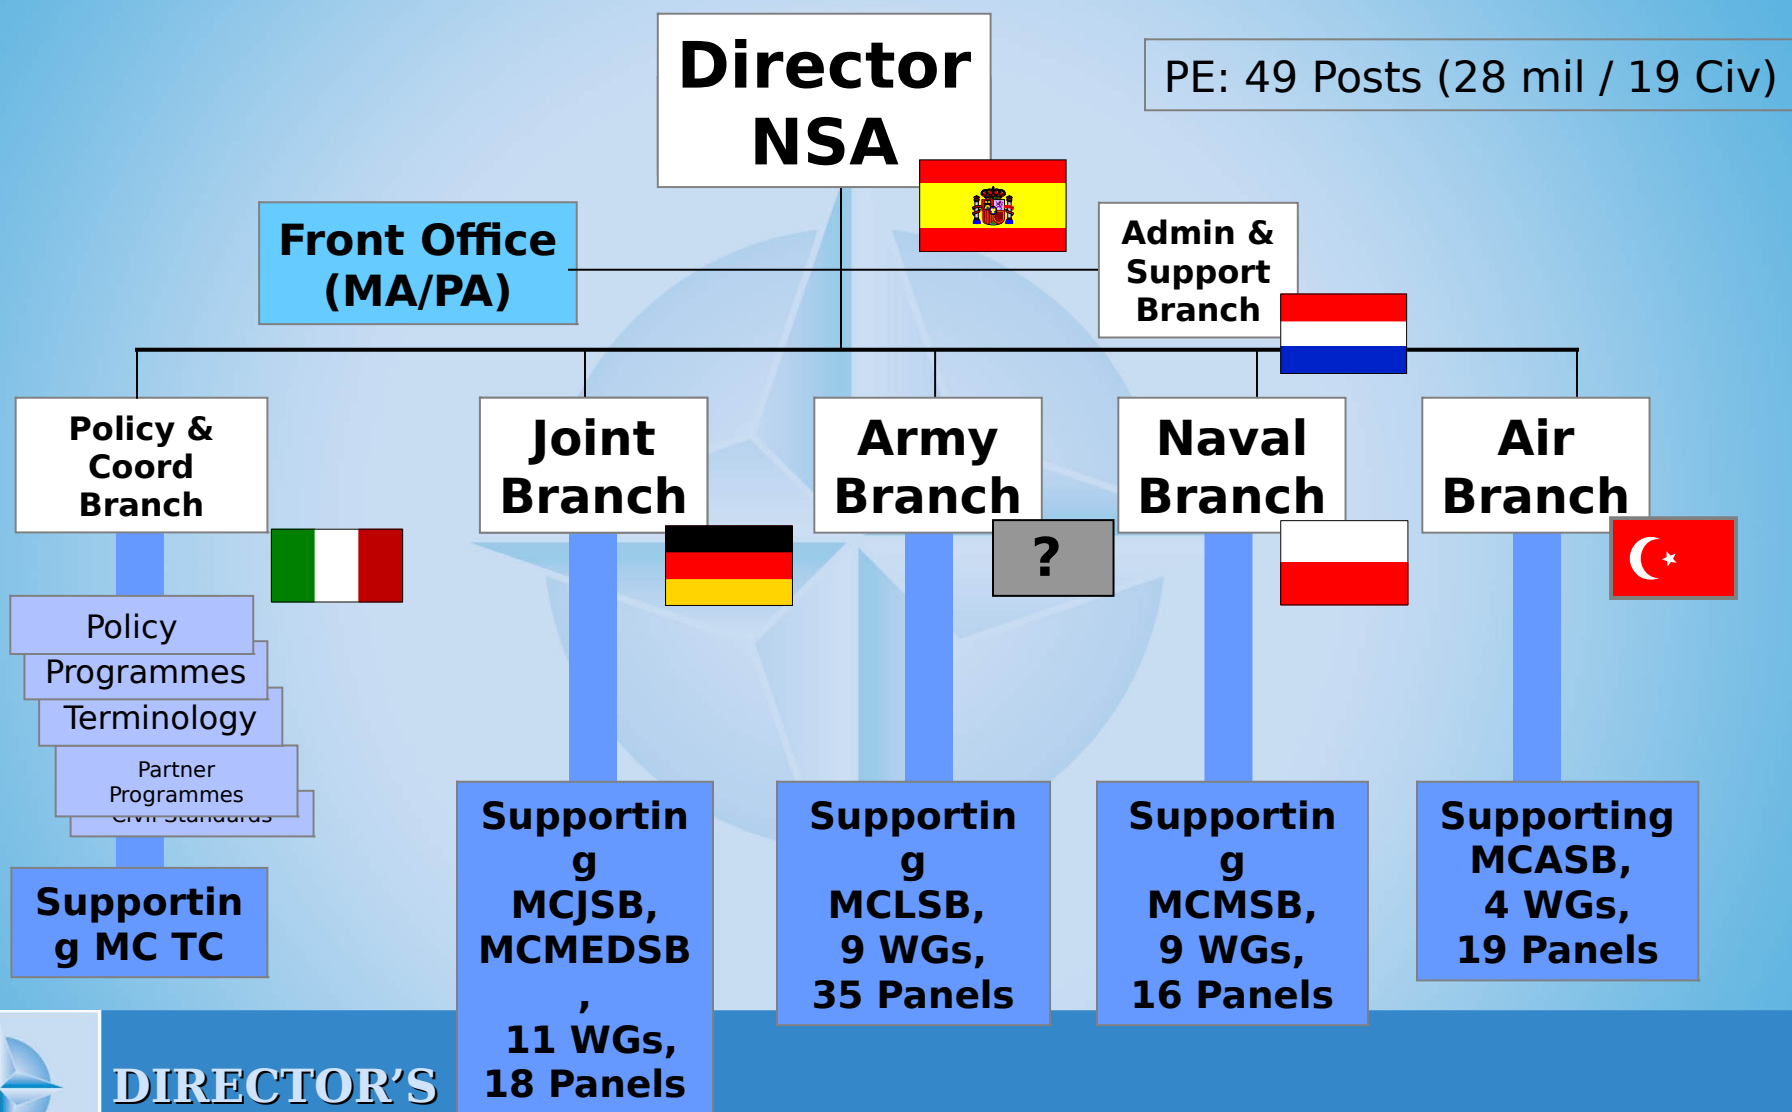 Director
NSA
PE: 49 Posts (28 mil / 19 Civ)
Front Office
(MA/PA)
Admin &
Support
Branch
Policy &
Coord
Branch
Joint
Branch
Army
Branch
?
Naval
Branch
Air
Branch
Policy
Programmes
Terminology
Partner
Programmes
Civil Standards
Supportin
g MC TC
Supportin
g
MCJSB,
MCMEDSB
,
11 WGs,
18 Panels
Supportin
g
MCLSB,
9 WGs,
35 Panels
Supportin
g
MCMSB,
9 WGs,
16 Panels
Supporting
MCASB,
4 WGs,
19 Panels
DIRECTOR’S